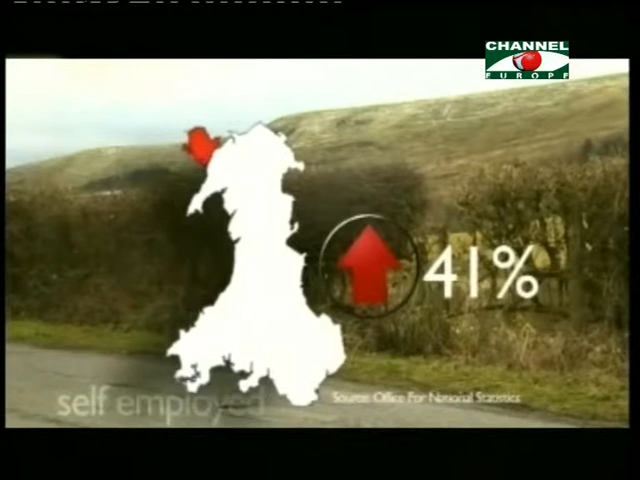 CHANNEL
EUROPE
41%
self employed
Source: Office For National Statistics